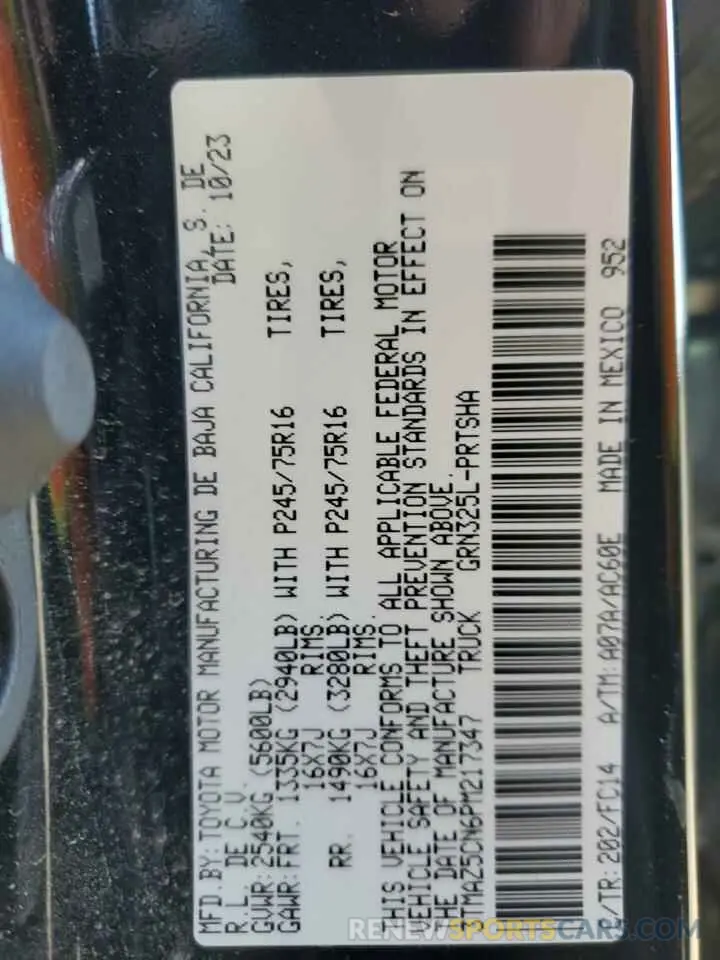 MFD.BY: TOYOTA MOTOR MANUFACTURING DE BAJA CALIFORNIA, S. DE
R.L. DE C.V. DATE: 10/23
GVWR: 2540KG (5600LB)
GAWR: FRT. 1335KG (2940LB) WITH P245/75R16 TIRES,
16X7J RIMS.
RR. 1490KG (3280LB) WITH P245/75R16 TIRES,
16X7J RIMS.
THIS VEHICLE CONFORMS TO ALL APPLICABLE FEDERAL MOTOR
VEHICLE SAFETY AND THEFT PREVENTION STANDARDS IN EFFECT ON
THE DATE OF MANUFACTURE SHOWN ABOVE.
TMAZ5CN6PM217347 TRUCK GRN325L-PRTSHA
C/TR: 202/FC14 A/TM: A07A/AC60E MADE IN MEXICO 952
RENEWSPORTSCARS.COM